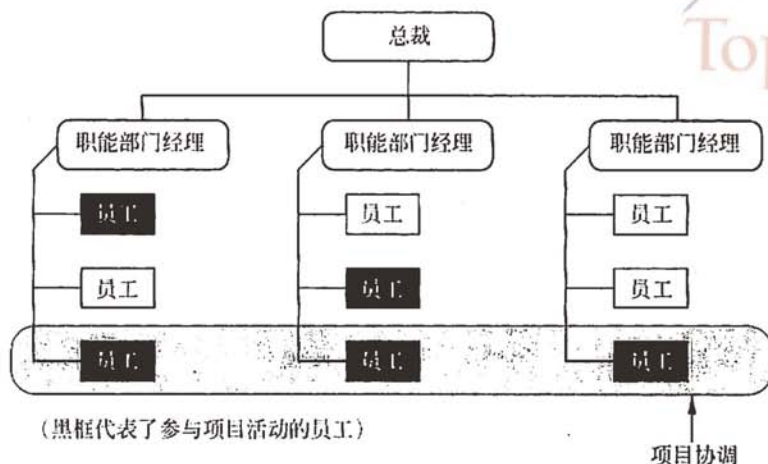 Top
总裁
职能部门经理 职能部门经理 职能部门经理
员工 员工 员工
员工 员工 员工
员工 员工 员工
(黑框代表了参与项目活动的员工)
项目协调